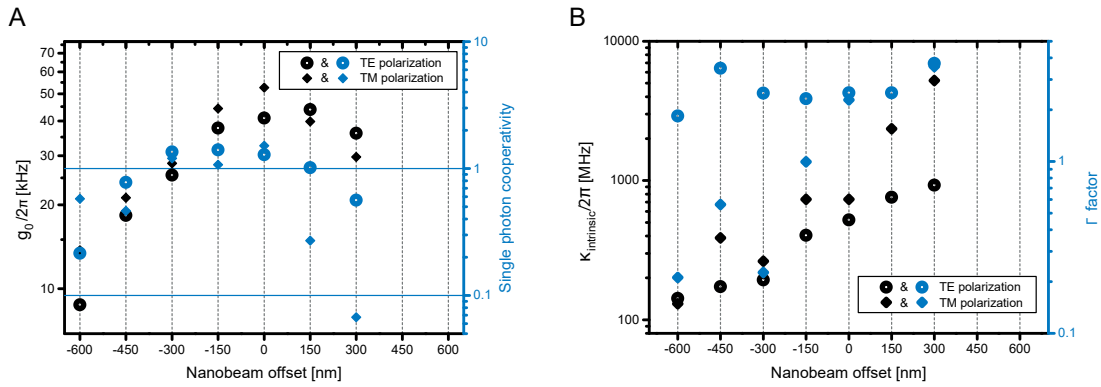 A
70
60
50
40
30
20
10
g0/2π [kHz]
& TE polarization
& TM polarization
10
1
0.1
Single photon cooperativity
-600 -450 -300 -150 0 150 300 450 600
Nanobeam offset [nm]
B
10000
1000
100
κintrinsic/2π [MHz]
1
0.1
Γ factor
& TE polarization
& TM polarization
-600 -450 -300 -150 0 150 300 450 600
Nanobeam offset [nm]